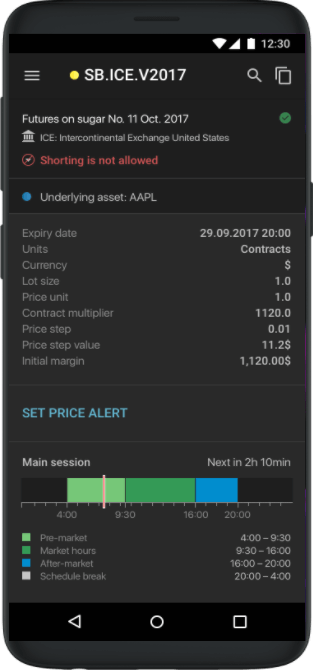 12:30
SB.ICE.V2017
Futures on sugar No. 11 Oct. 2017
ICE: Intercontinental Exchange United States
Shorting is not allowed
Underlying asset: AAPL
Expiry date 29.09.2017 20:00
Units Contracts
Currency $
Lot size 1.0
Price unit 1.0
Contract multiplier 1120.0
Price step 0.01
Price step value 11.2$
Initial margin 1,120.00$
SET PRICE ALERT
Main session Next in 2h 10min
4:00 9:30 16:00 20:00
Pre-market 4:00 – 9:30
Market hours 9:30 – 16:00
After-market 16:00 – 20:00
Schedule break 20:00 – 4:00